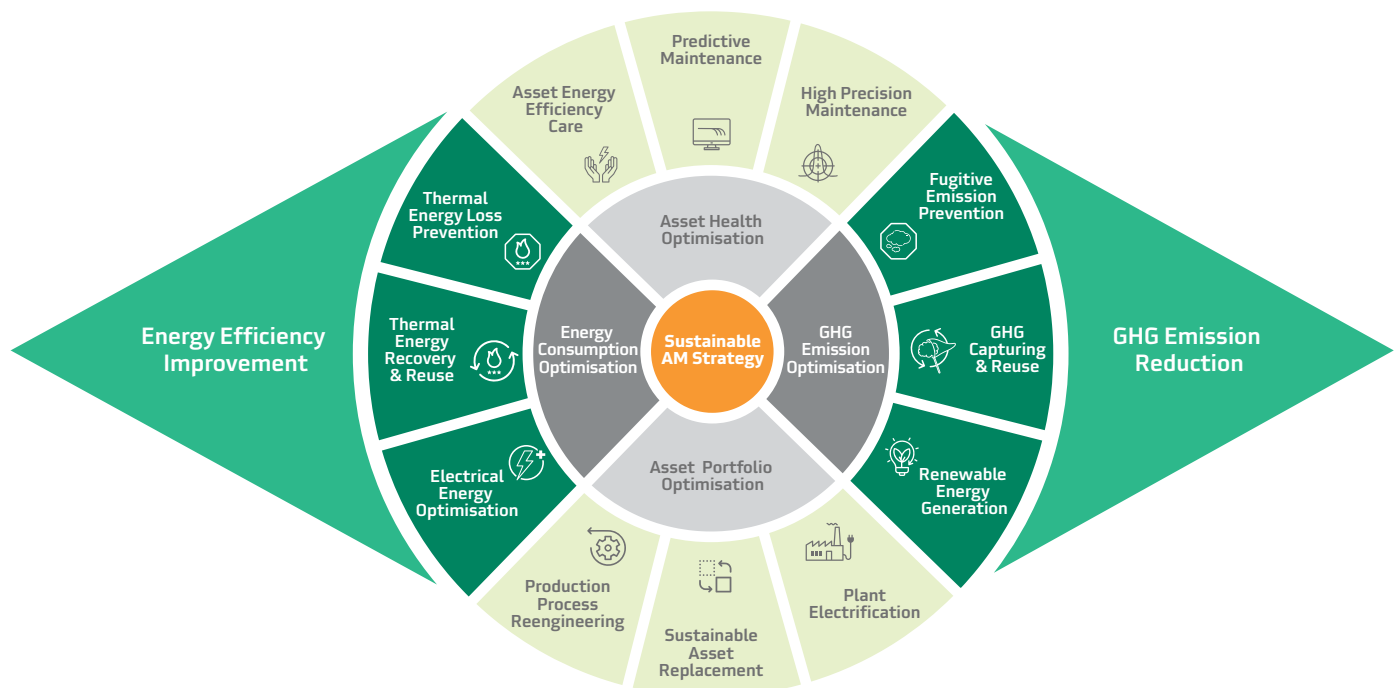 Predictive
Maintenance
Asset Energy
Efficiency
Care
High Precision
Maintenance
Thermal
Energy Loss
Prevention
Fugitive
Emission
Prevention
Asset Health
Optimisation
Energy Efficiency
Improvement
Thermal
Energy
Recovery
& Reuse
Energy
Consumption
Optimisation
Sustainable
AM Strategy
GHG
Emission
Optimisation
GHG
Capturing
& Reuse
GHG Emission
Reduction
Electrical
Energy
Optimisation
Asset Portfolio
Optimisation
Renewable
Energy
Generation
Production
Process
Reengineering
Sustainable
Asset
Replacement
Plant
Electrification